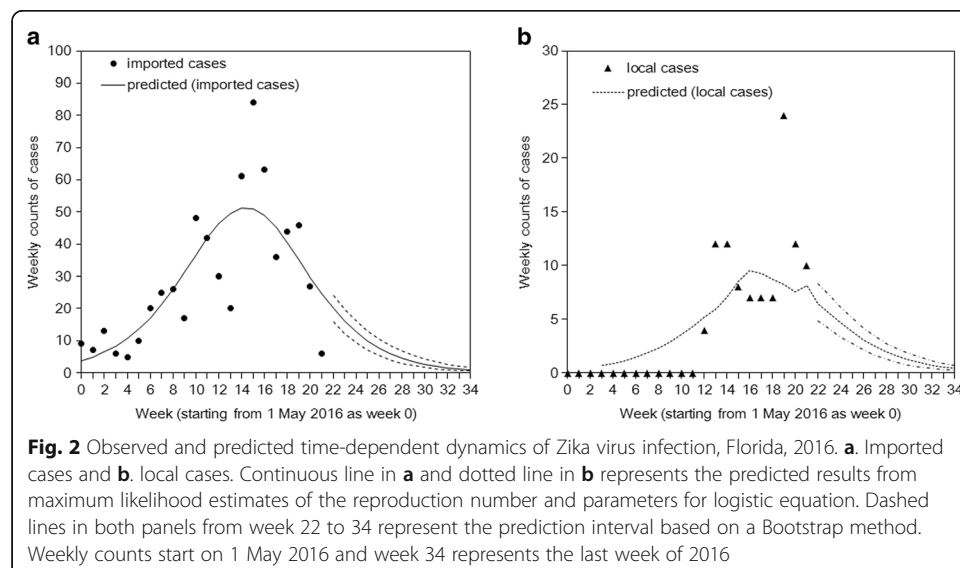 a
100
90
80
70
60
50
40
30
20
10
0
Weekly counts of cases
imported cases
predicted (imported cases)
0 2 4 6 8 10 12 14 16 18 20 22 24 26 28 30 32 34
Week (starting from 1 May 2016 as week 0)
b
30
25
20
15
10
5
0
Weekly counts of cases
local cases
predicted (local cases)
0 2 4 6 8 10 12 14 16 18 20 22 24 26 28 30 32 34
Week (starting from 1 May 2016 as week 0)
Fig. 2 Observed and predicted time-dependent dynamics of Zika virus infection, Florida, 2016. a. Imported
cases and b. local cases. Continuous line in a and dotted line in b represents the predicted results from
maximum likelihood estimates of the reproduction number and parameters for logistic equation. Dashed
lines in both panels from week 22 to 34 represent the prediction interval based on a Bootstrap method.
Weekly counts start on 1 May 2016 and week 34 represents the last week of 2016